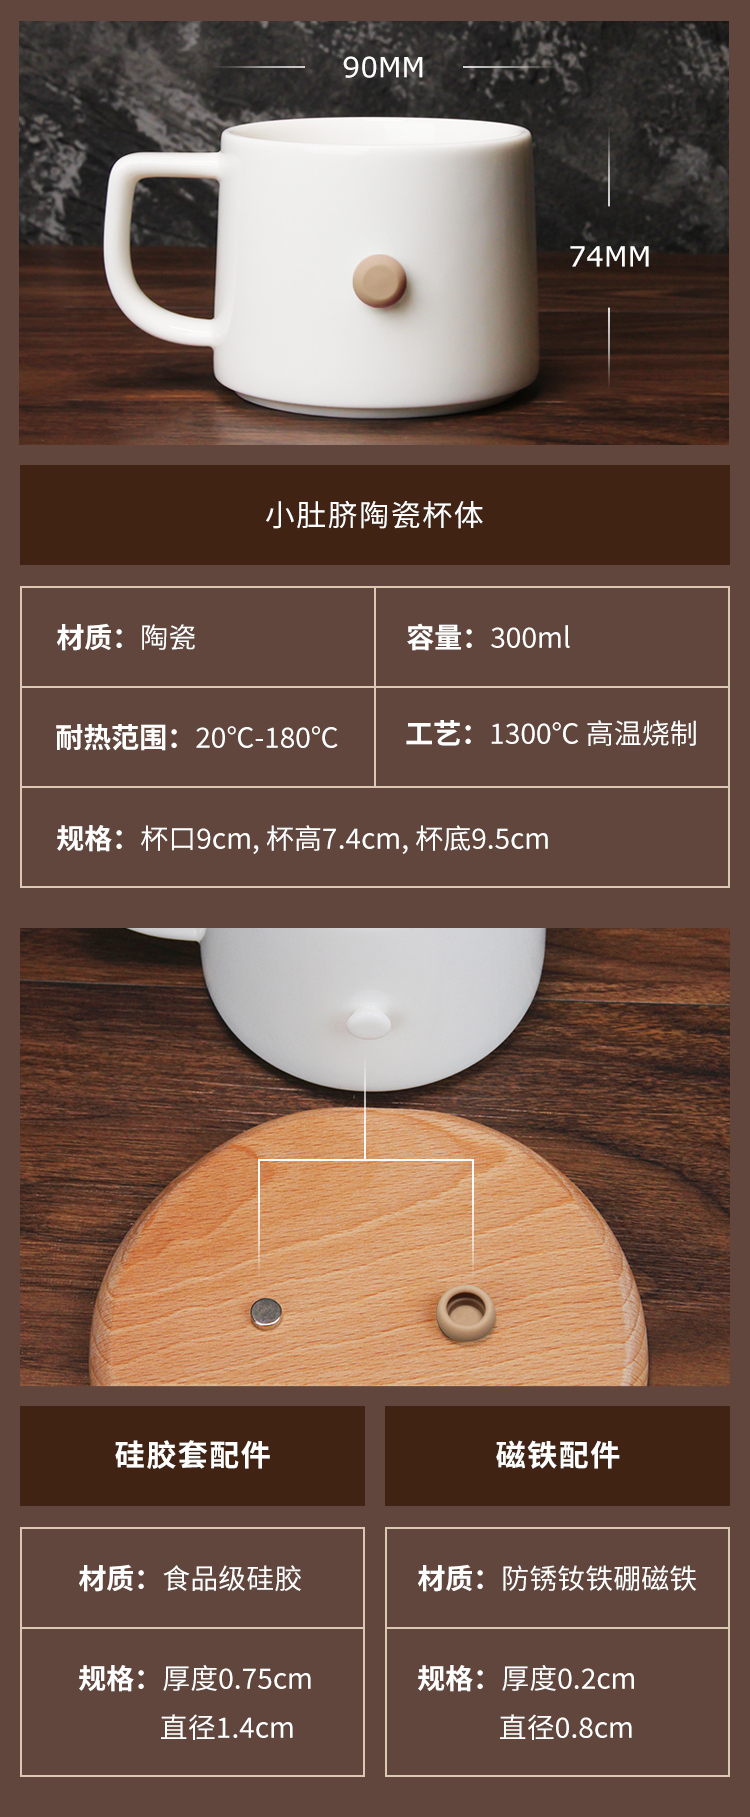 90MM
74MM
小肚脐陶瓷杯体
材质：陶瓷
容量：300ml
耐热范围：20℃-180℃
工艺：1300℃ 高温烧制
规格：杯口9cm, 杯高7.4cm, 杯底9.5cm
硅胶套配件
磁铁配件
材质：食品级硅胶
材质：防锈钕铁硼磁铁
规格：厚度0.75cm
直径1.4cm
规格：厚度0.2cm
直径0.8cm